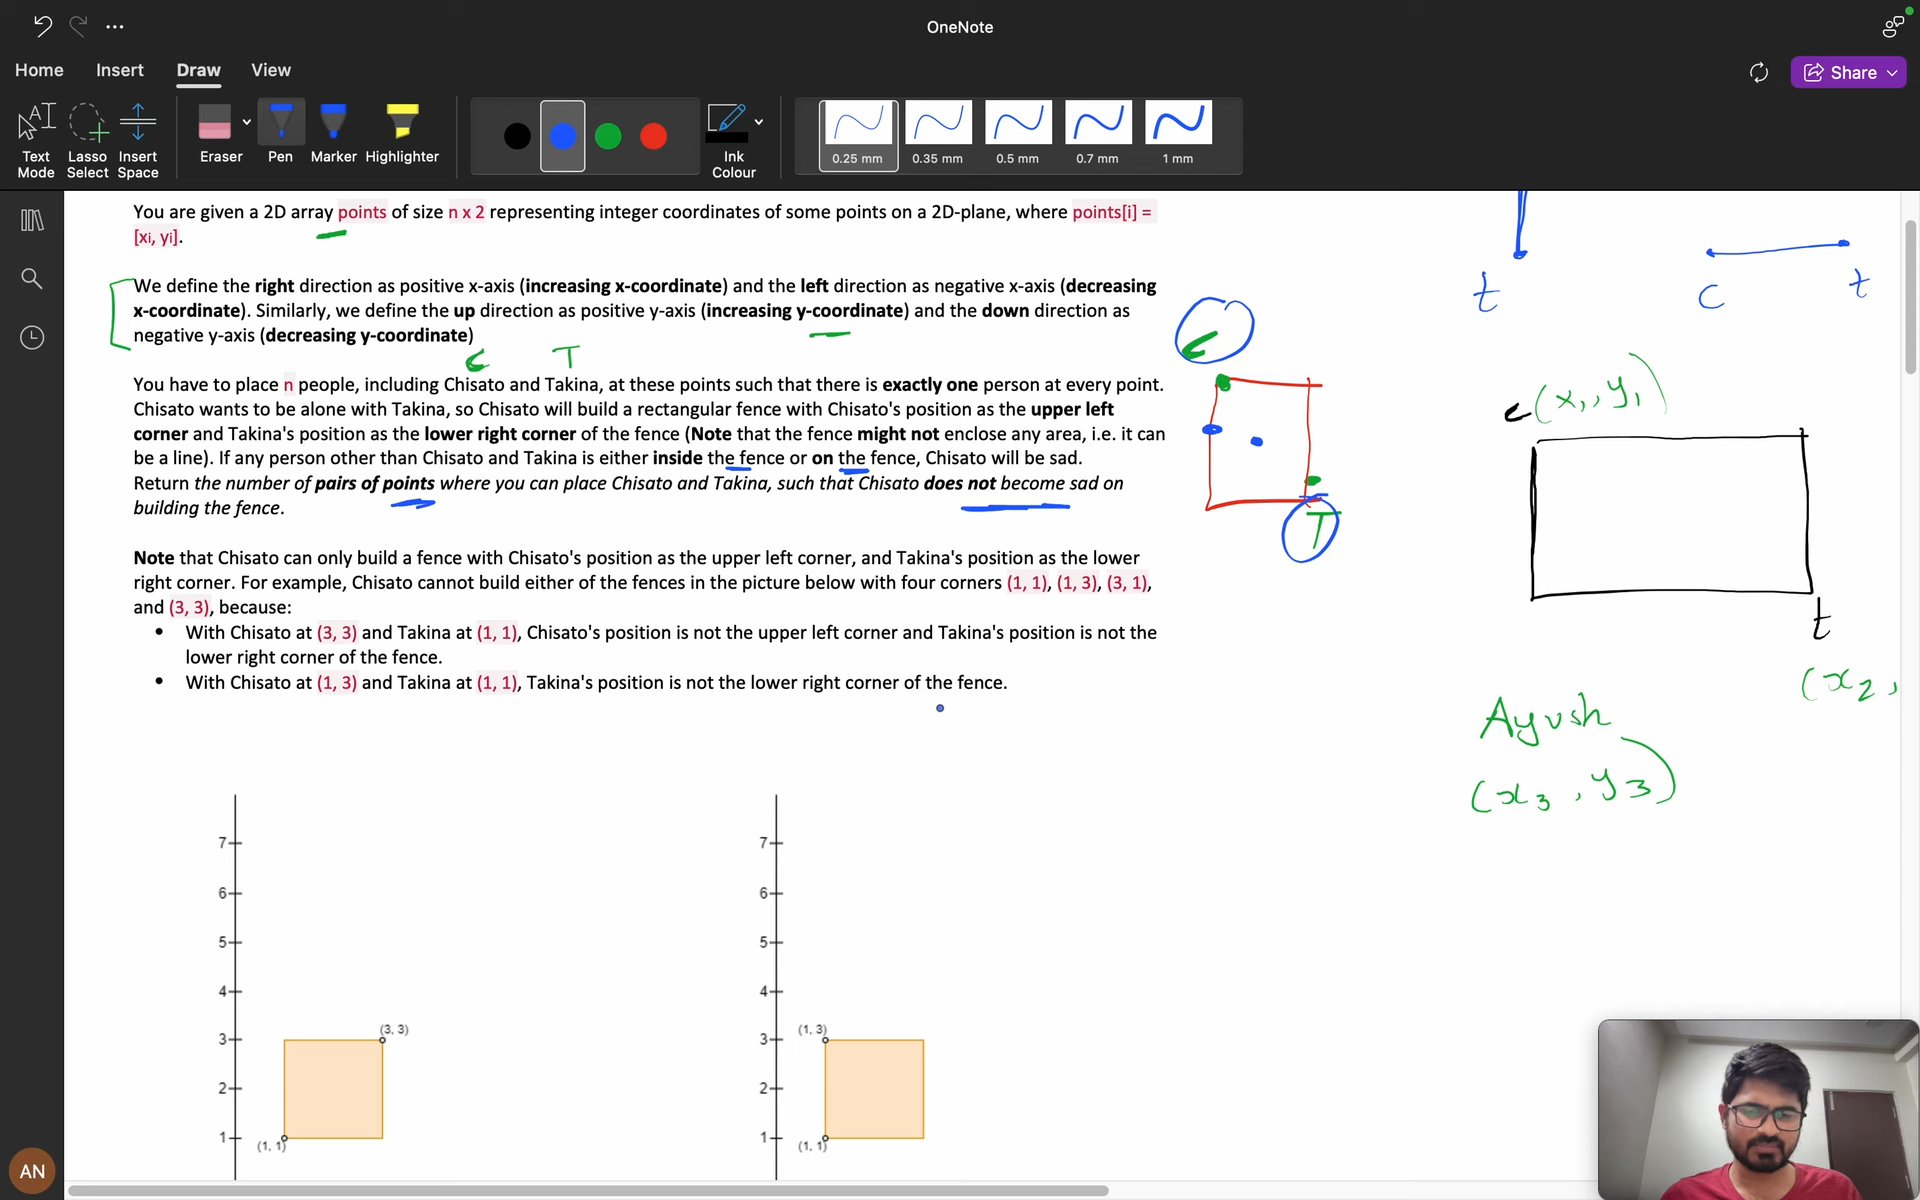 OneNote
Home Insert Draw View
Share
Text Mode
Lasso Select
Insert Space
Eraser
Pen
Marker
Highlighter
Ink Colour
0.25 mm
0.35 mm
0.5 mm
0.7 mm
1 mm
You are given a 2D array points of size n x 2 representing integer coordinates of some points on a 2D-plane, where points[i] =
[xi, yi].
We define the right direction as positive x-axis (increasing x-coordinate) and the left direction as negative x-axis (decreasing
x-coordinate). Similarly, we define the up direction as positive y-axis (increasing y-coordinate) and the down direction as
negative y-axis (decreasing y-coordinate)
C T
You have to place n people, including Chisato and Takina, at these points such that there is exactly one person at every point.
Chisato wants to be alone with Takina, so Chisato will build a rectangular fence with Chisato's position as the upper left
corner and Takina's position as the lower right corner of the fence (Note that the fence might not enclose any area, i.e. it can
be a line). If any person other than Chisato and Takina is either inside the fence or on the fence, Chisato will be sad.
Return the number of pairs of points where you can place Chisato and Takina, such that Chisato does not become sad on
building the fence.
Note that Chisato can only build a fence with Chisato's position as the upper left corner, and Takina's position as the lower
right corner. For example, Chisato cannot build either of the fences in the picture below with four corners (1, 1), (1, 3), (3, 1),
and (3, 3), because:
• With Chisato at (3, 3) and Takina at (1, 1), Chisato's position is not the upper left corner and Takina's position is not the
lower right corner of the fence.
• With Chisato at (1, 3) and Takina at (1, 1), Takina's position is not the lower right corner of the fence.
7
6
5
4
3
2
1
(3, 3)
(1, 1)
7
6
5
4
3
2
1
(1, 3)
(1, 1)
C
T
t
c t
c (x1, y1)
t
(x2,
Ayush
(x3, y3)
AN